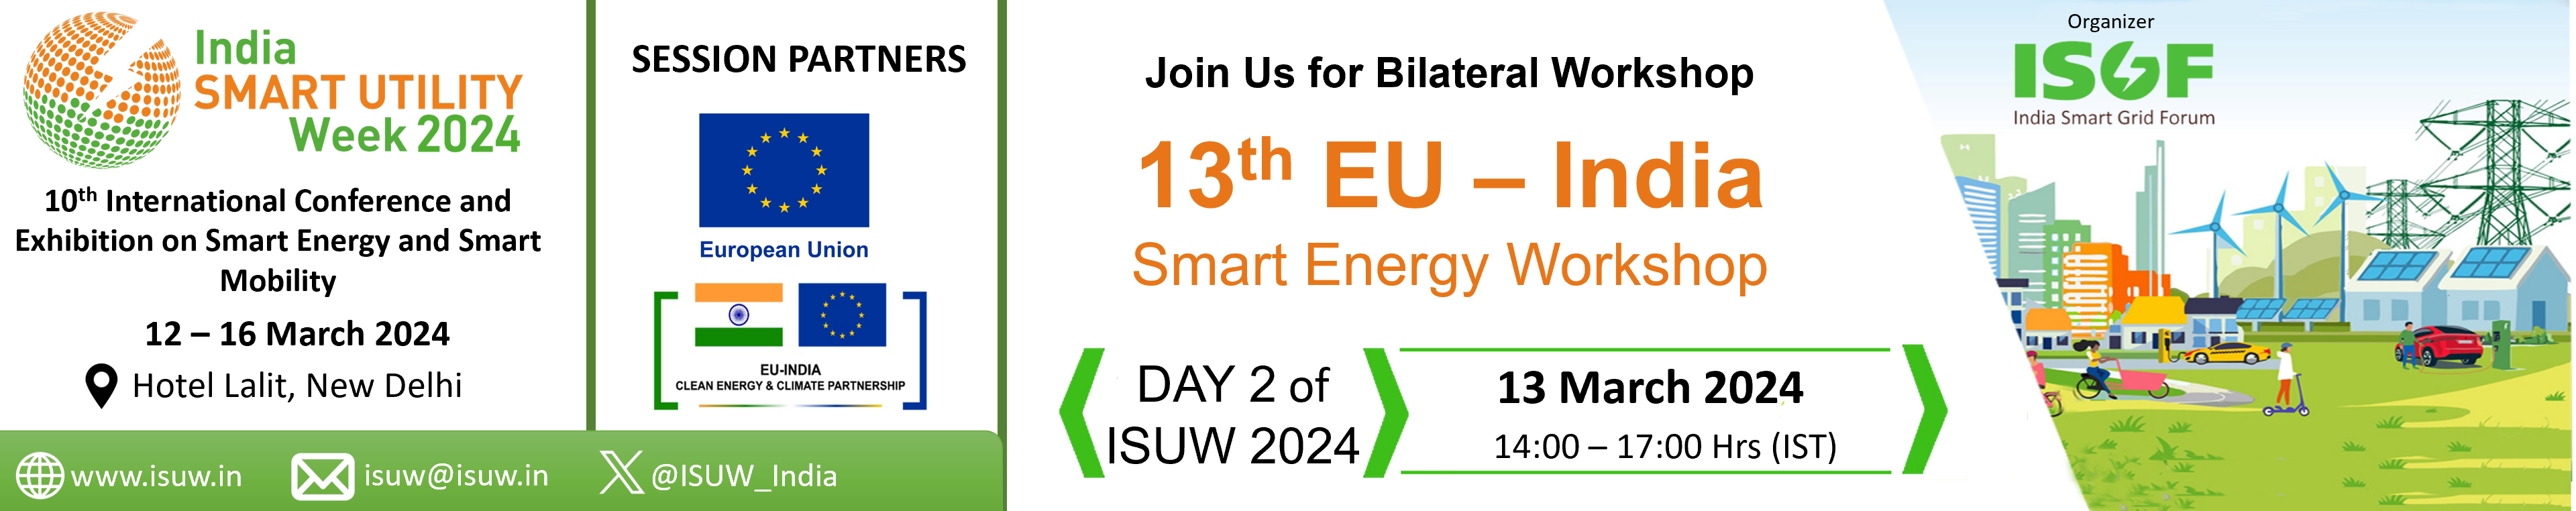 India
SMART UTILITY
Week 2024
10th International Conference and
Exhibition on Smart Energy and Smart
Mobility
12 – 16 March 2024
Hotel Lalit, New Delhi
www.isuw.in
isuw@isuw.in
@ISUW_India
SESSION PARTNERS
European Union
EU-INDIA
CLEAN ENERGY & CLIMATE PARTNERSHIP
Join Us for Bilateral Workshop
13th EU – India
Smart Energy Workshop
DAY 2 of
ISUW 2024
13 March 2024
14:00 – 17:00 Hrs (IST)
Organizer
ISGF
India Smart Grid Forum